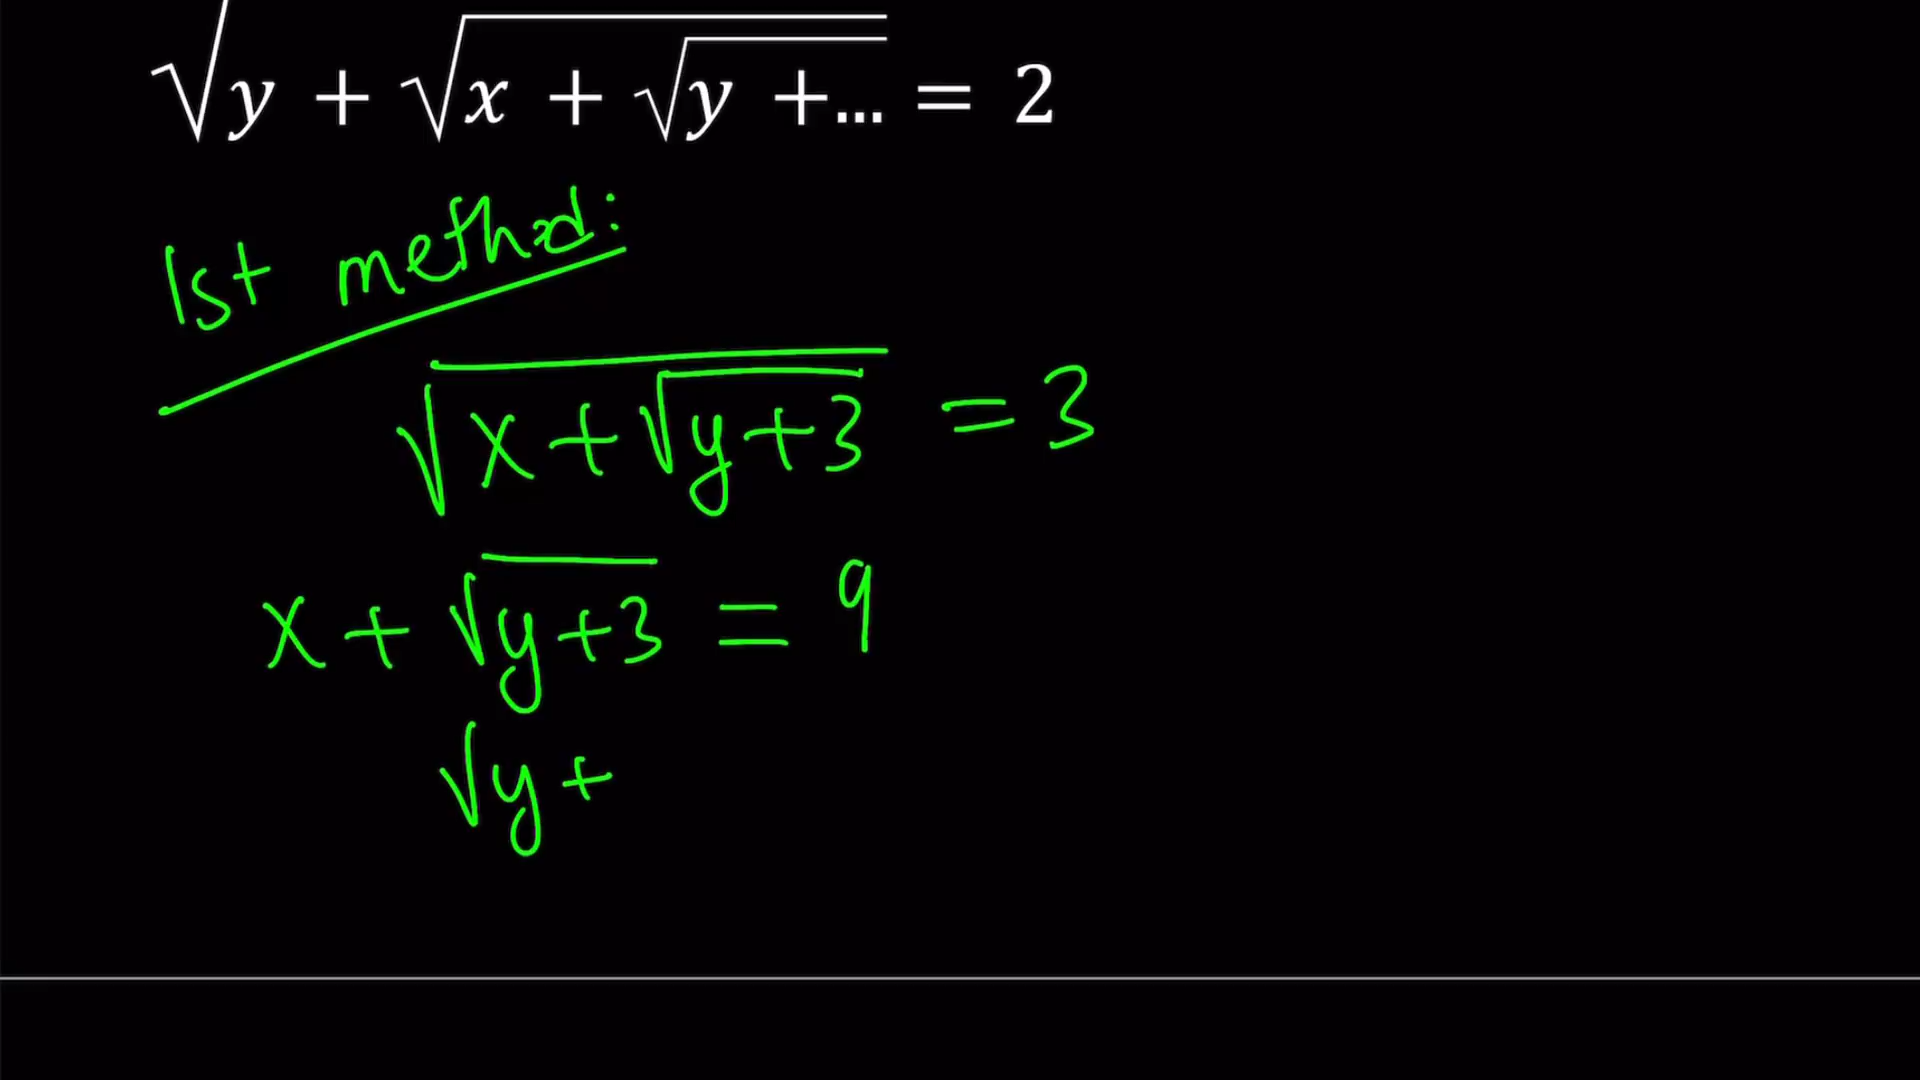 √y + √x + √y +... = 2
1st method:
√x+√y+3 = 3
x + √y+3 = 9
√y +